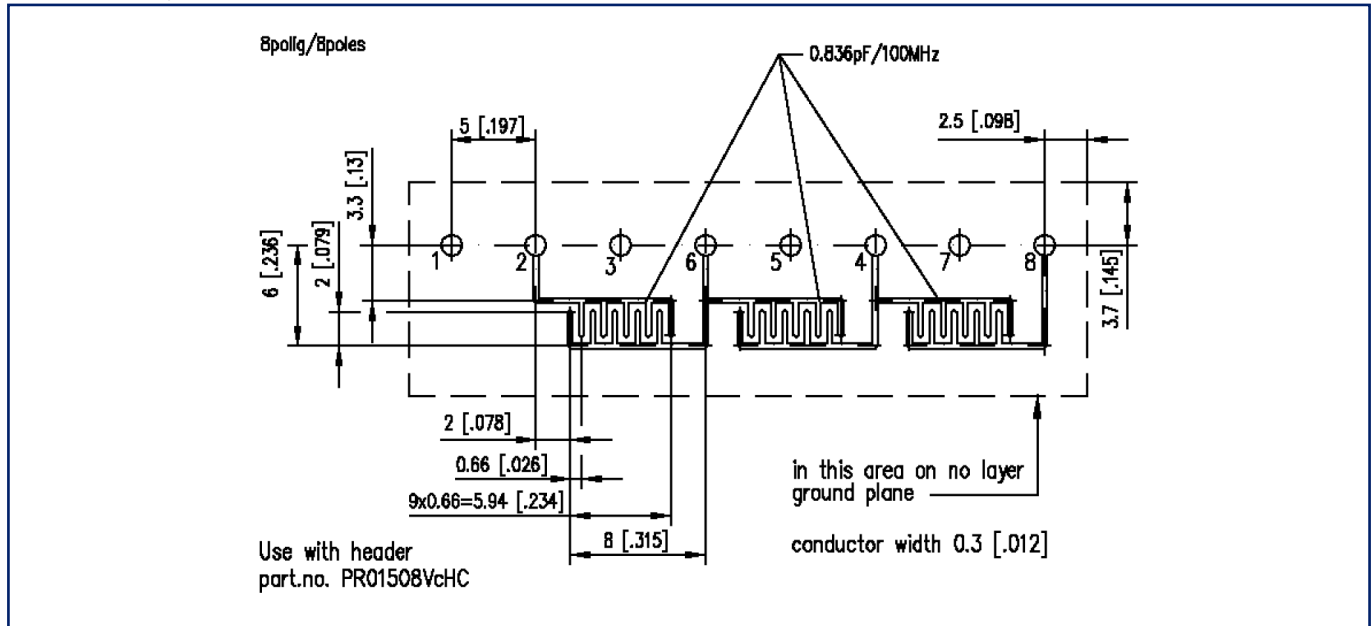 8polig/8poles
0.836pF/100MHz
5 [.197]
2.5 [.098]
3.3 [.13]
6 [.236]
2 [.079]
1
2
3
6
5
4
7
8
3.7 [.145]
2 [.078]
0.66 [.026]
9x0.66=5.94 [.234]
8 [.315]
in this area on no layer
ground plane
conductor width 0.3 [.012]
Use with header
part.no. PR01508VcHC